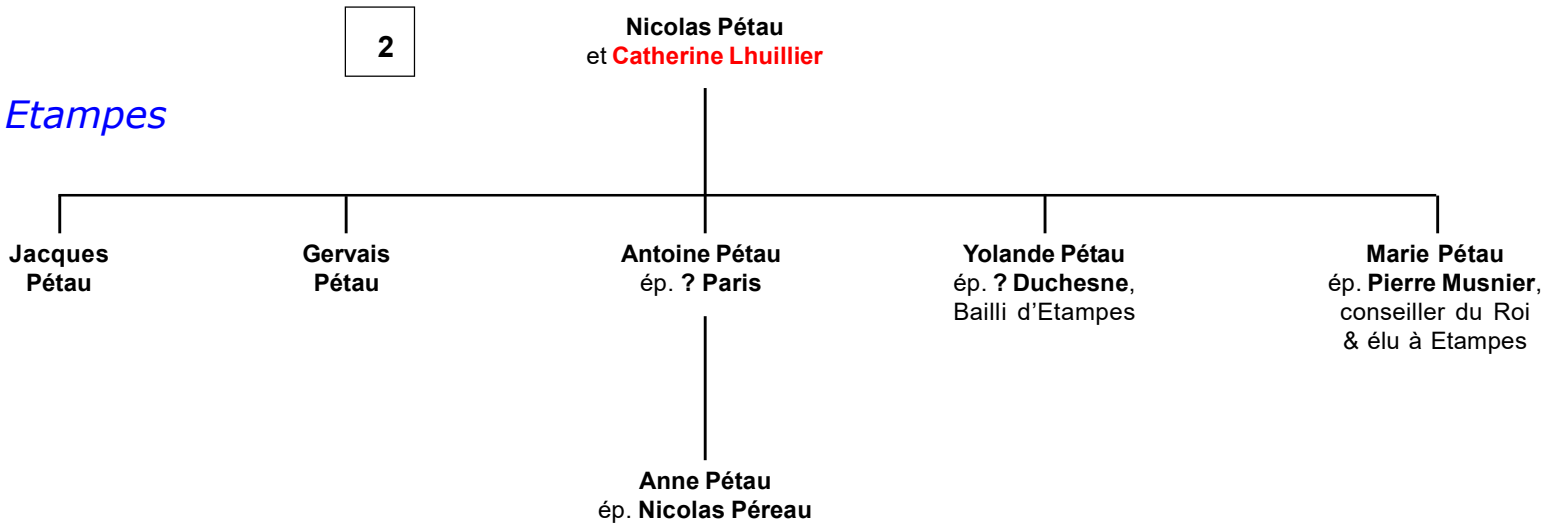 2
Nicolas Pétau
et Catherine Lhuillier
Etampes
Jacques
Pétau
Gervais
Pétau
Antoine Pétau
ép. ? Paris
Yolande Pétau
ép. ? Duchesne,
Bailli d'Etampes
Marie Pétau
ép. Pierre Musnier,
conseiller du Roi
& élu à Etampes
Anne Pétau
ép. Nicolas Péreau